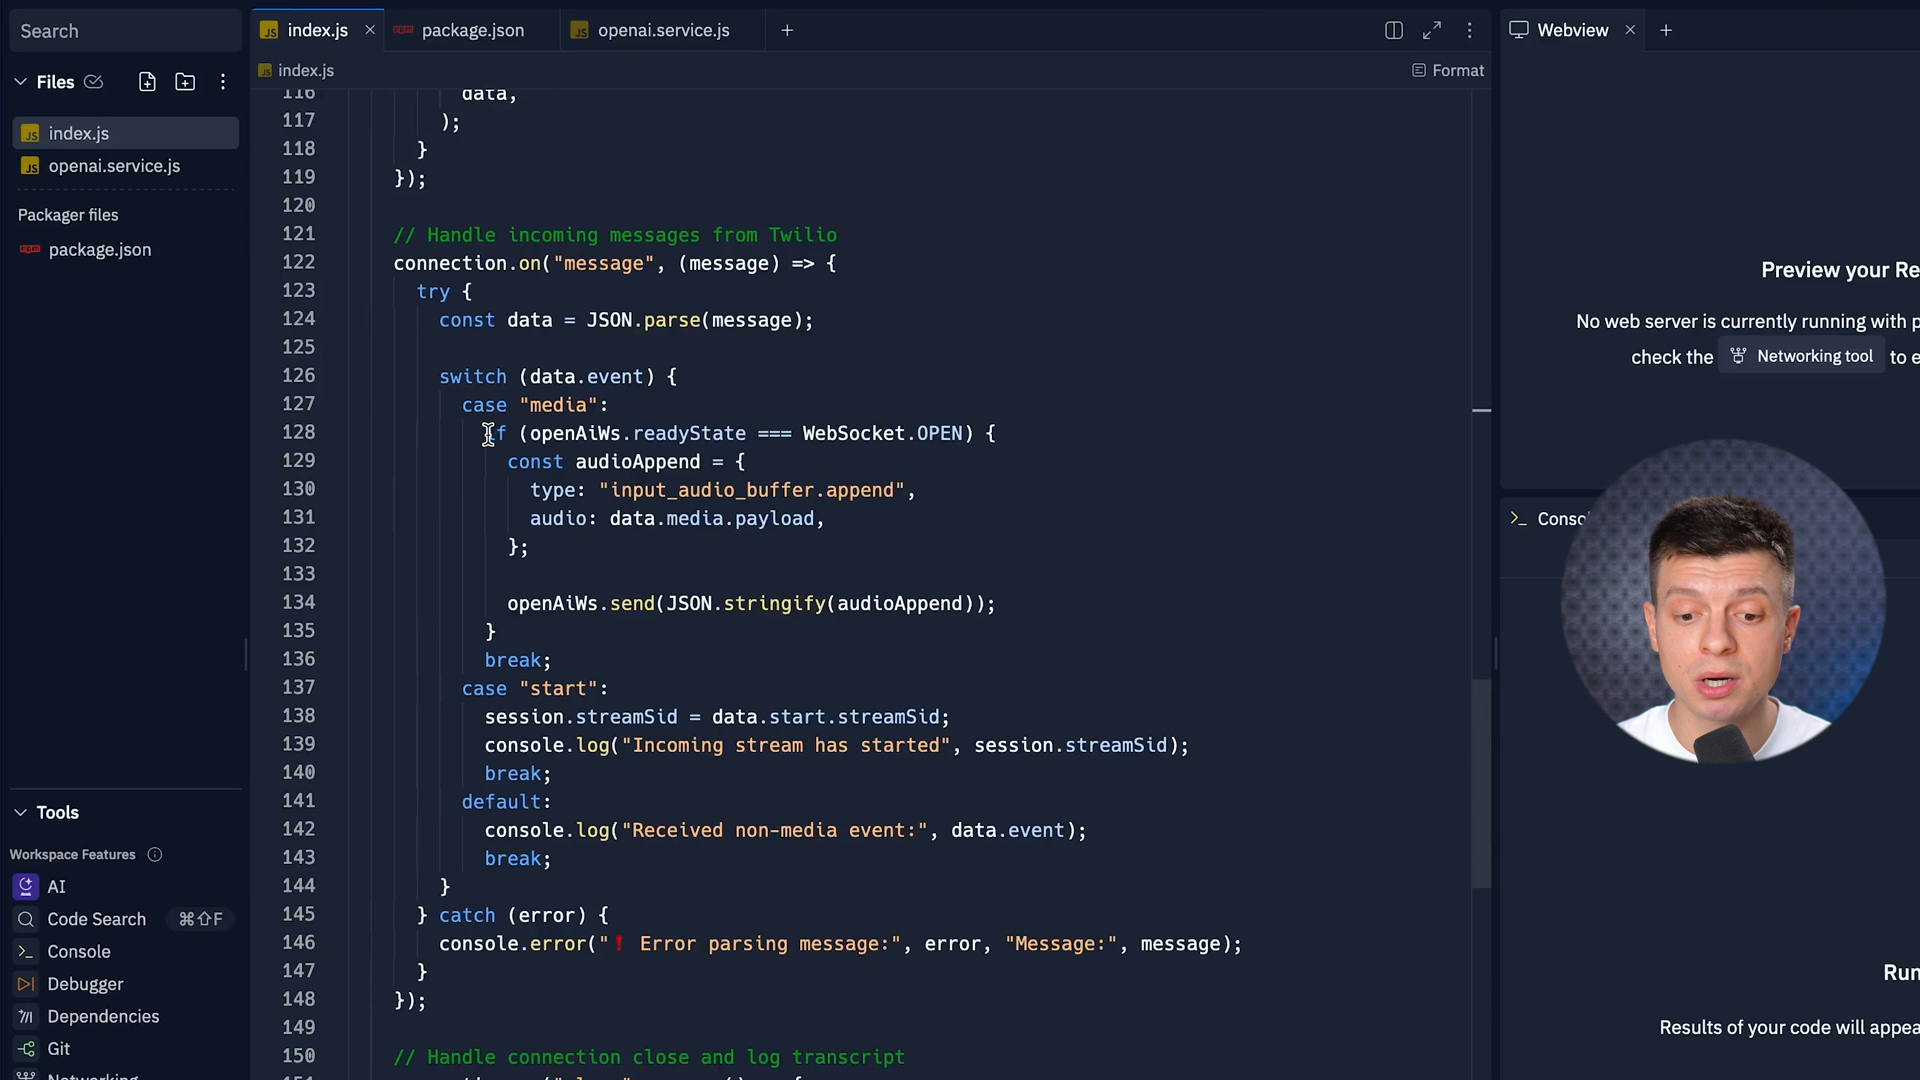 Search
Files
index.js
openai.service.js
Packager files
package.json
Tools
Workspace Features
AI
Code Search ⌘⇧F
Console
Debugger
Dependencies
Git
Networking
index.js
package.json
openai.service.js
index.js
Format
116 data,
117 );
118 }
119 });
120
121 // Handle incoming messages from Twilio
122 connection.on("message", (message) => {
123 try {
124 const data = JSON.parse(message);
125
126 switch (data.event) {
127 case "media":
128 if (openAiWs.readyState === WebSocket.OPEN) {
129 const audioAppend = {
130 type: "input_audio_buffer.append",
131 audio: data.media.payload,
132 };
133
134 openAiWs.send(JSON.stringify(audioAppend));
135 }
136 break;
137 case "start":
138 session.streamSid = data.start.streamSid;
139 console.log("Incoming stream has started", session.streamSid);
140 break;
141 default:
142 console.log("Received non-media event:", data.event);
143 break;
144 }
145 } catch (error) {
146 console.error("❗ Error parsing message:", error, "Message:", message);
147 }
148 });
149
150 // Handle connection close and log transcript
Webview
Preview your Re
No web server is currently running with p
check the Networking tool to e
Conso
Run
Results of your code will appea